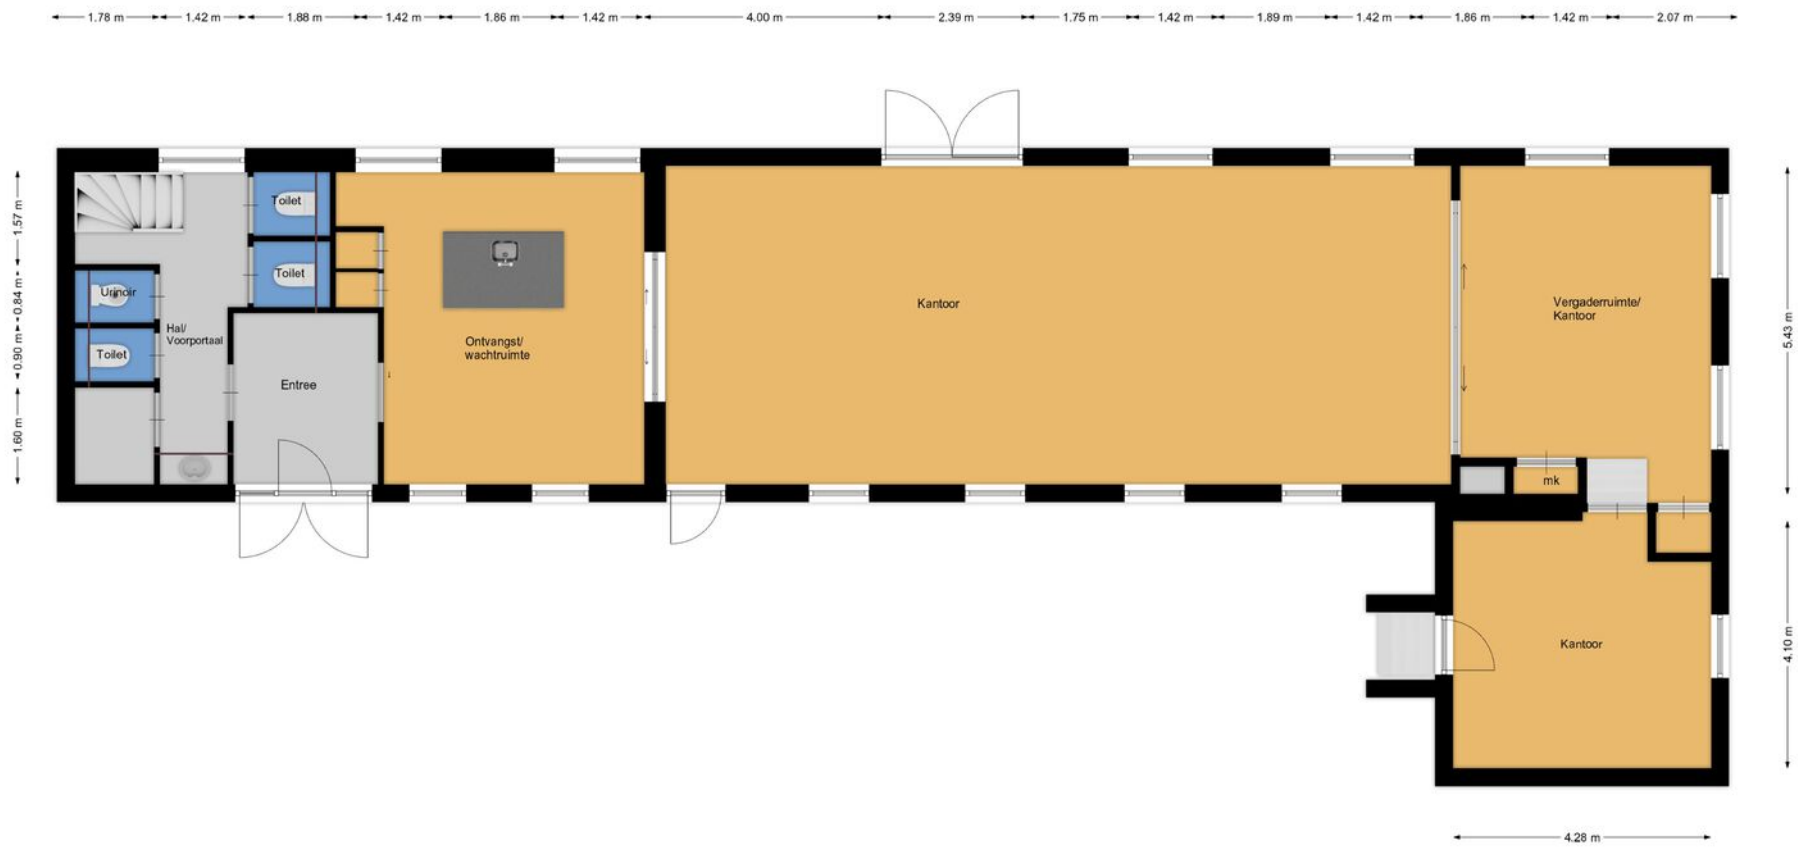 1.78 m 1.42 m 1.88 m 1.42 m 1.86 m 1.42 m 4.00 m 2.39 m 1.75 m 1.42 m 1.89 m 1.42 m 1.86 m 1.42 m 2.07 m
1.57 m
0.84 m
0.90 m
1.60 m
Toilet
Toilet
Urinoir
Toilet
Hal/
Voorportaal
Entree
Ontvangst/
wachtruimte
Kantoor
Vergaderruimte/
Kantoor
mk
Kantoor
5.43 m
4.10 m
4.28 m